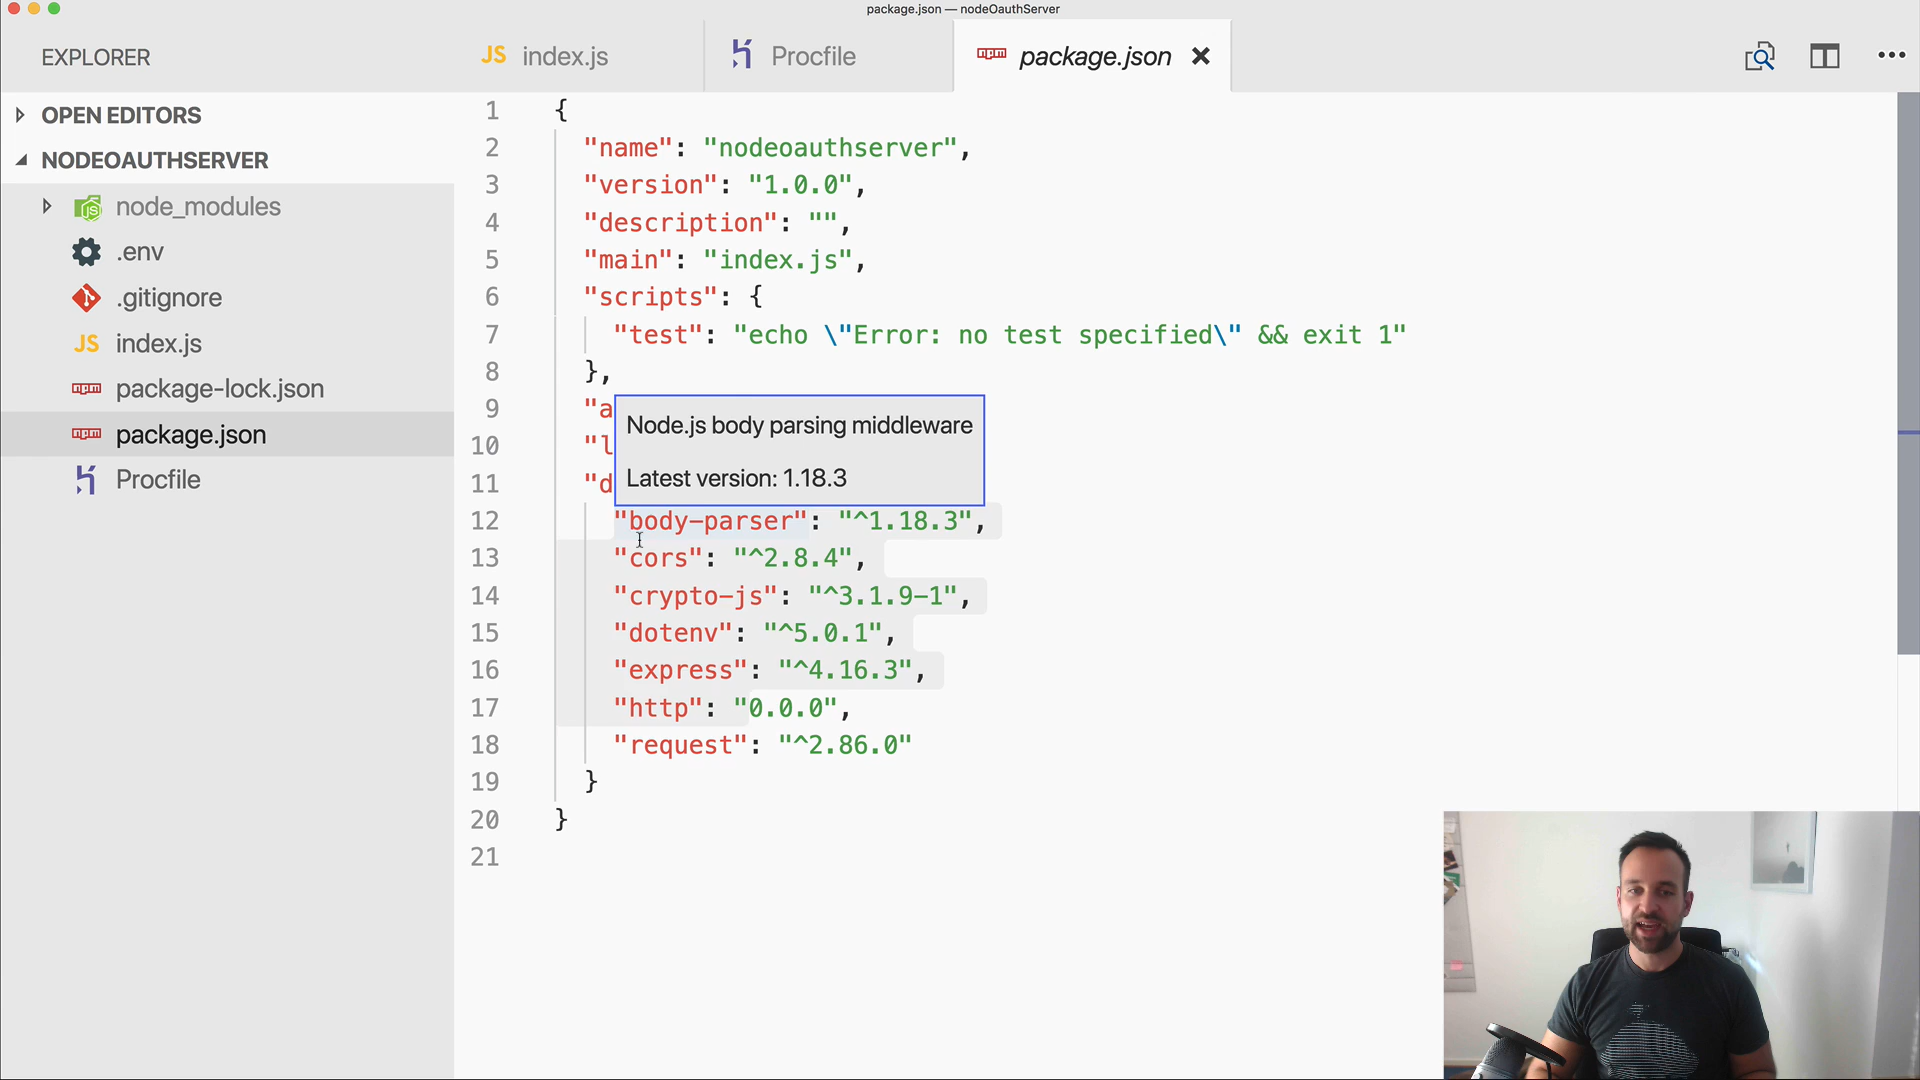 package.json — nodeOauthServer
EXPLORER
JS index.js
Procfile
package.json
OPEN EDITORS
NODEOAUTHSERVER
node_modules
.env
.gitignore
JS index.js
package-lock.json
package.json
Procfile
1 {
2 "name": "nodeoauthserver",
3 "version": "1.0.0",
4 "description": "",
5 "main": "index.js",
6 "scripts": {
7 "test": "echo \"Error: no test specified\" && exit 1"
8 },
9 "a
10 "l
11 "d
Node.js body parsing middleware
Latest version: 1.18.3
12 "body-parser": "^1.18.3",
13 "cors": "^2.8.4",
14 "crypto-js": "^3.1.9-1",
15 "dotenv": "^5.0.1",
16 "express": "^4.16.3",
17 "http": "0.0.0",
18 "request": "^2.86.0"
19 }
20 }
21